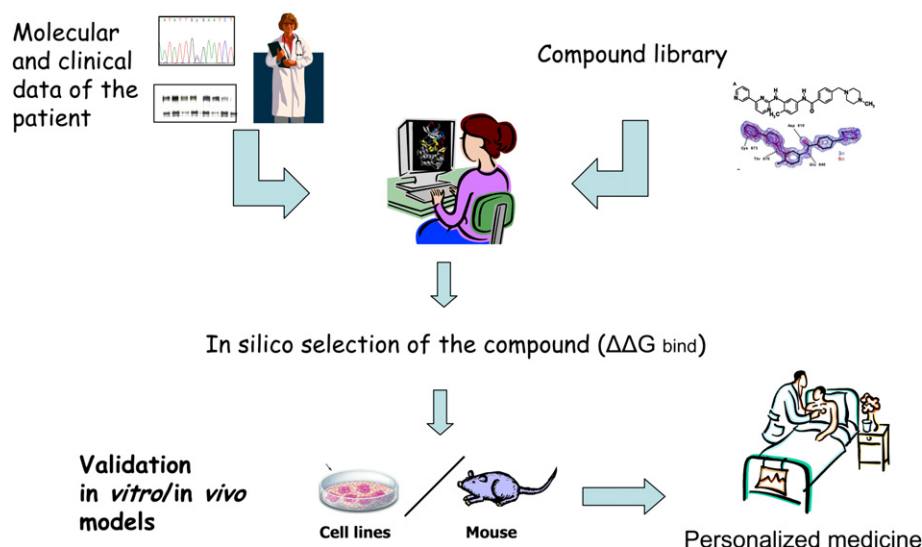 Molecular
and clinical
data of the
patient
Compound library
A
In silico selection of the compound (ΔΔG bind)
Validation
in vitro/in vivo
models
Cell lines
Mouse
Personalized medicine